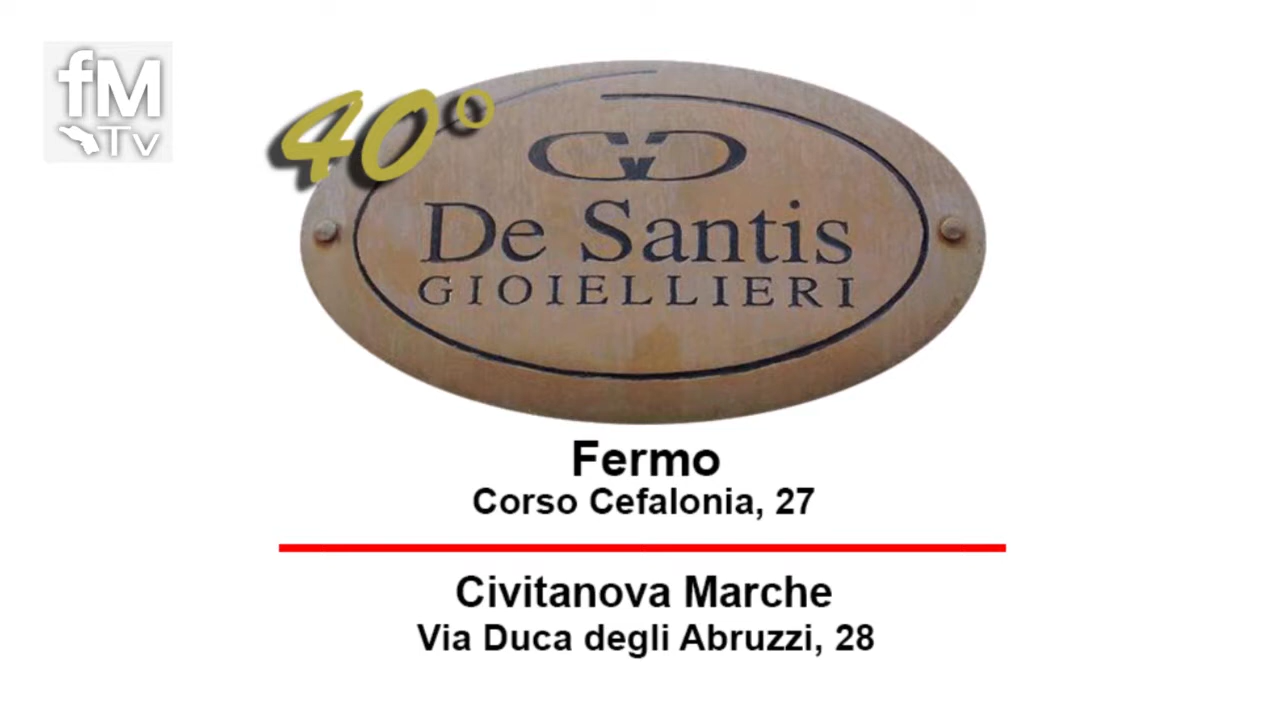 fM
Tv
40°
De Santis
GIOIELLIERI
Fermo
Corso Cefalonia, 27
Civitanova Marche
Via Duca degli Abruzzi, 28